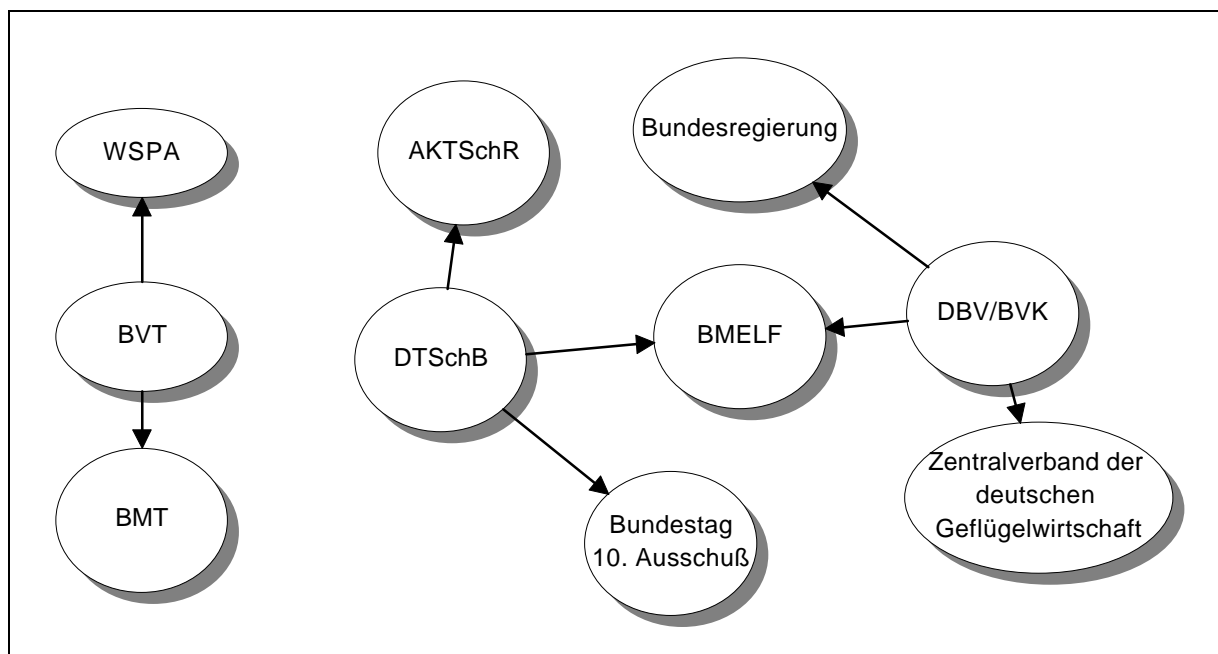 WSPA
AKTSchR
Bundesregierung
BVT
DTSchB
BMELF
DBV/BVK
BMT
Bundestag
10. Ausschuß
Zentralverband der
deutschen
Geflügelwirtschaft